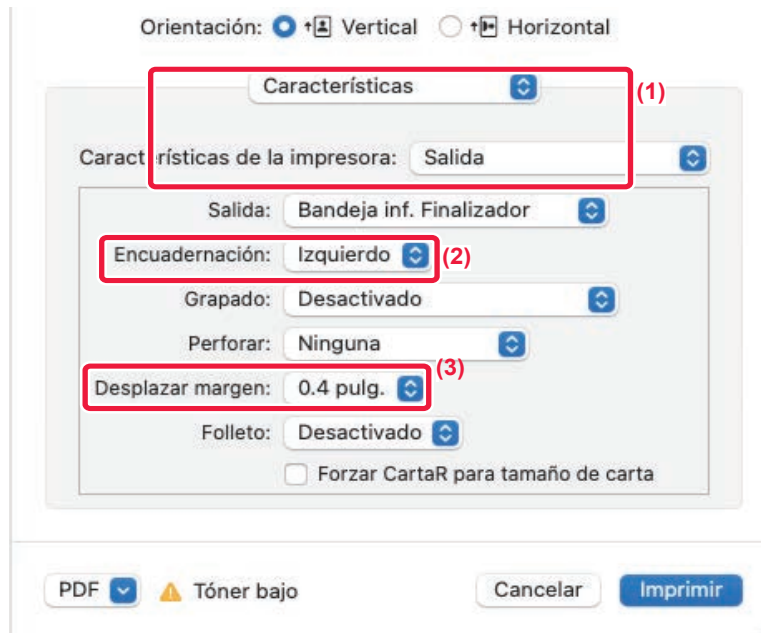 Orientación: Vertical Horizontal
Características
(1)
Características de la impresora: Salida
Salida: Bandeja inf. Finalizador
Encuadernación: Izquierdo (2)
Grapado: Desactivado
Perforar: Ninguna
(3)
Desplazar margen: 0.4 pulg.
Folleto: Desactivado
Forzar CartaR para tamaño de carta
PDF Tóner bajo Cancelar Imprimir